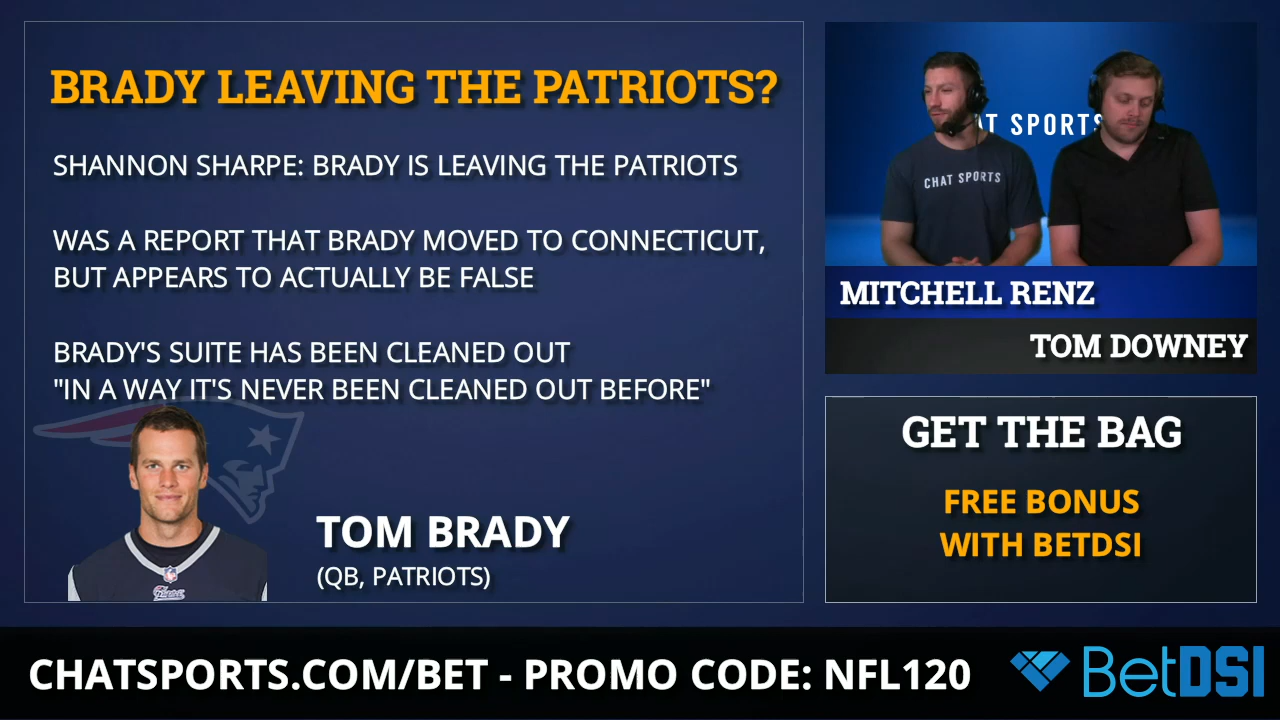 BRADY LEAVING THE PATRIOTS?
SHANNON SHARPE: BRADY IS LEAVING THE PATRIOTS
WAS A REPORT THAT BRADY MOVED TO CONNECTICUT,
BUT APPEARS TO ACTUALLY BE FALSE
BRADY'S SUITE HAS BEEN CLEANED OUT
"IN A WAY IT'S NEVER BEEN CLEANED OUT BEFORE"
TOM BRADY
(QB, PATRIOTS)
AT SPORTS
CHAT SPORTS
MITCHELL RENZ
TOM DOWNEY
GET THE BAG
FREE BONUS
WITH BETDSI
CHATSPORTS.COM/BET - PROMO CODE: NFL120
BetDSI